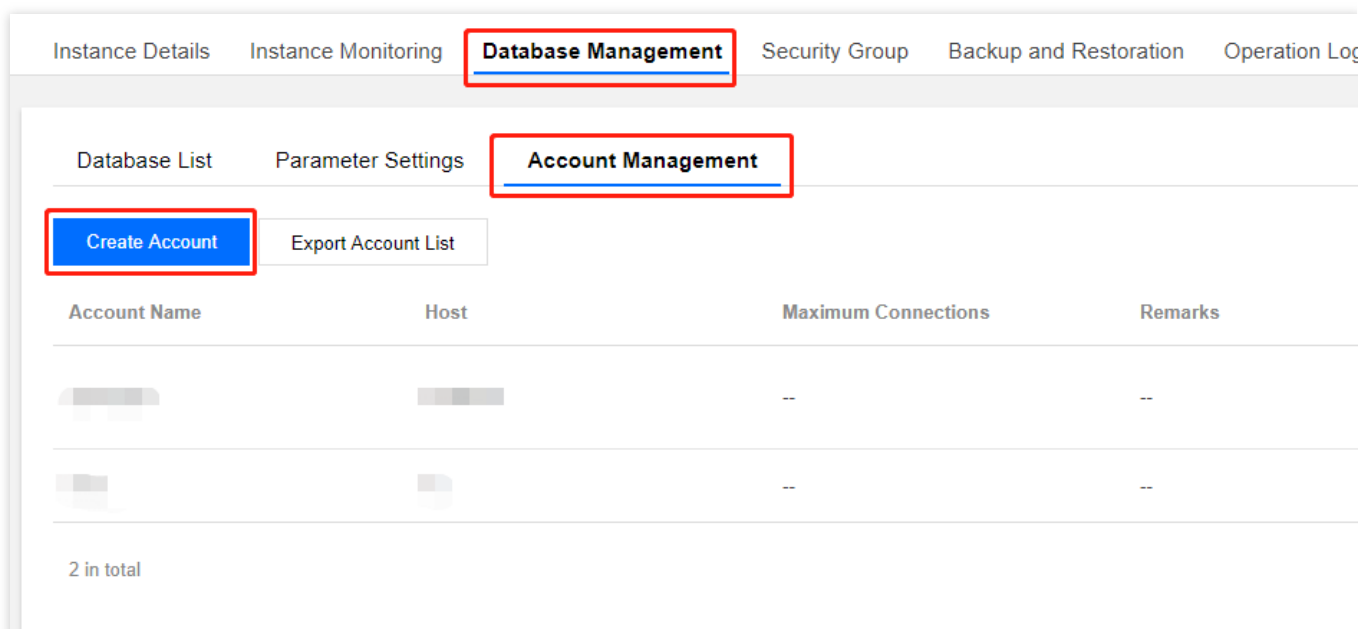 Instance Details Instance Monitoring Database Management Security Group Backup and Restoration Operation Log
Database List Parameter Settings Account Management
Create Account Export Account List
Account Name Host Maximum Connections Remarks
-- --
-- --
2 in total